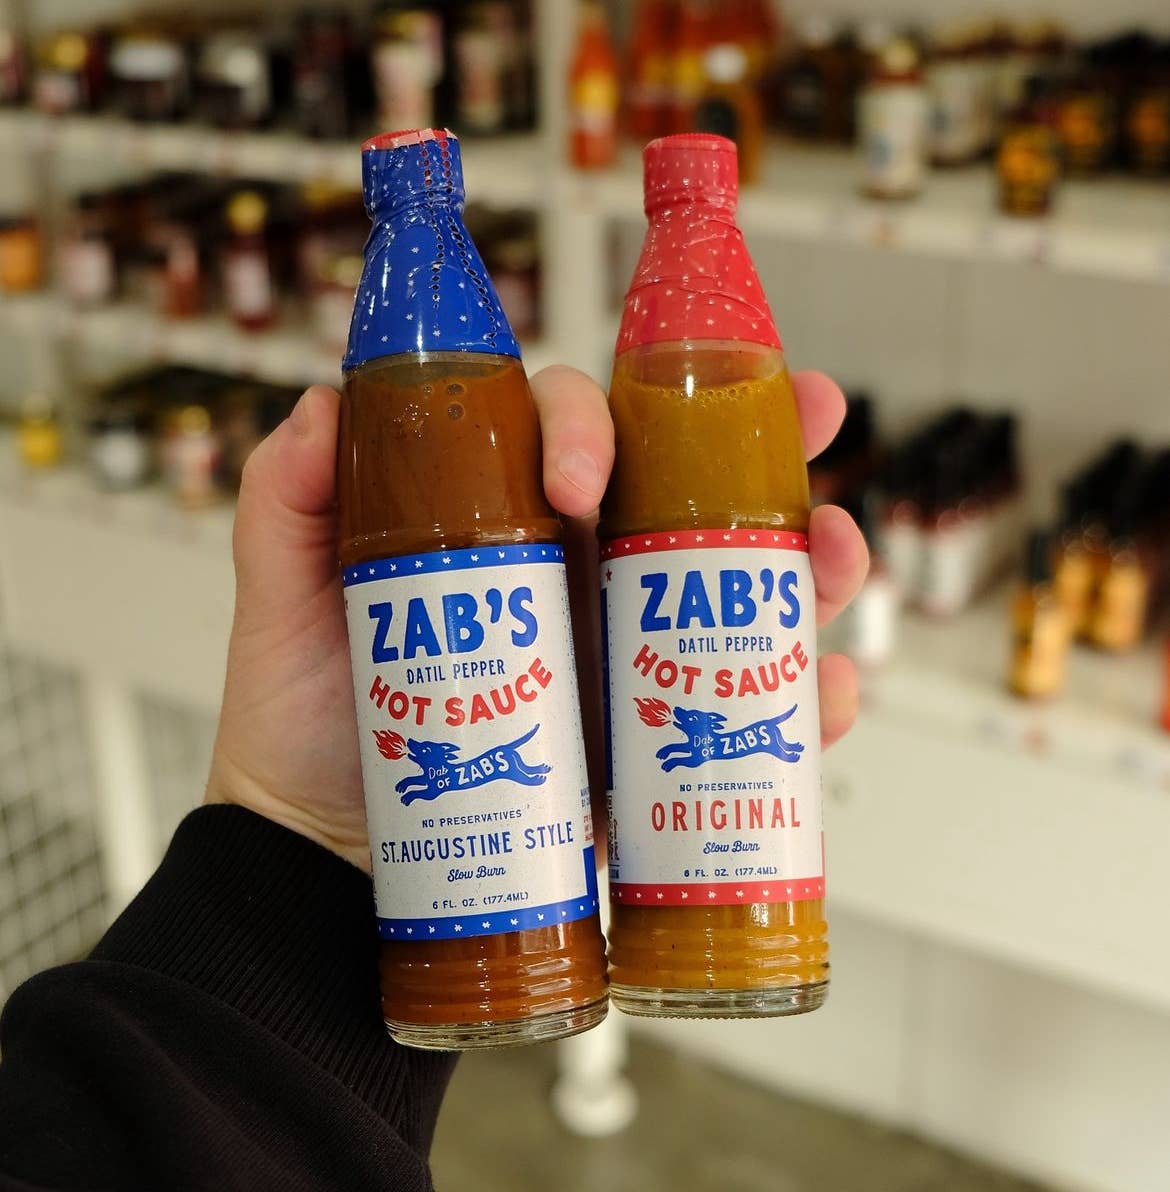 ZAB'S
DATIL PEPPER
HOT SAUCE
Dab
OF ZAB'S
NO PRESERVATIVES
ST. AUGUSTINE STYLE
Slow Burn
6 FL. OZ. (177.4ML)
ZAB'S
DATIL PEPPER
HOT SAUCE
Dab
OF ZAB'S
NO PRESERVATIVES
ORIGINAL
Slow Burn
6 FL. OZ. (177.4ML)